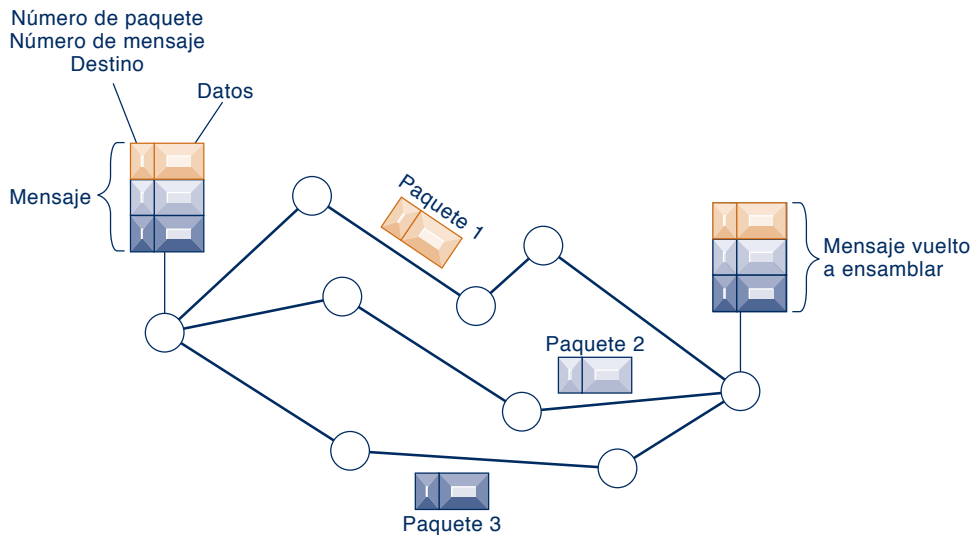 Número de paquete
Número de mensaje
Destino
Datos
Mensaje
Paquete 1
Mensaje vuelto
a ensamblar
Paquete 2
Paquete 3